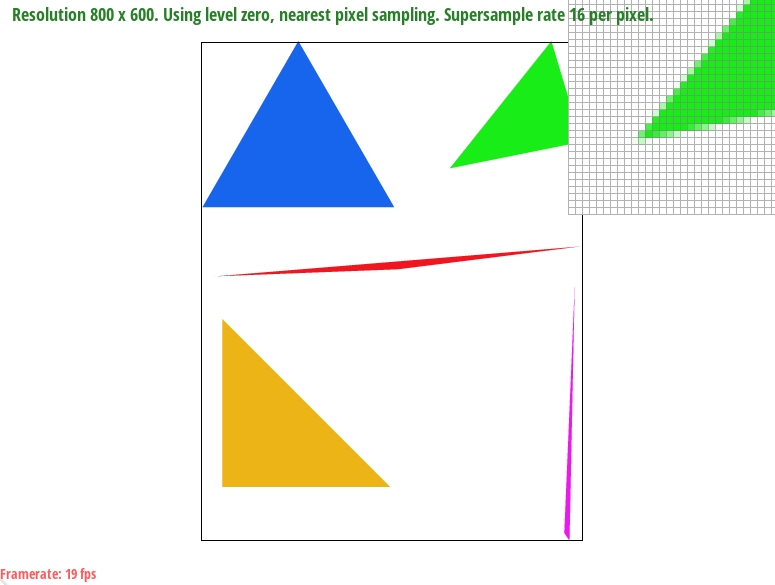 Resolution 800 x 600. Using level zero, nearest pixel sampling. Supersample rate 16 per pixel.
Framerate: 19 fps